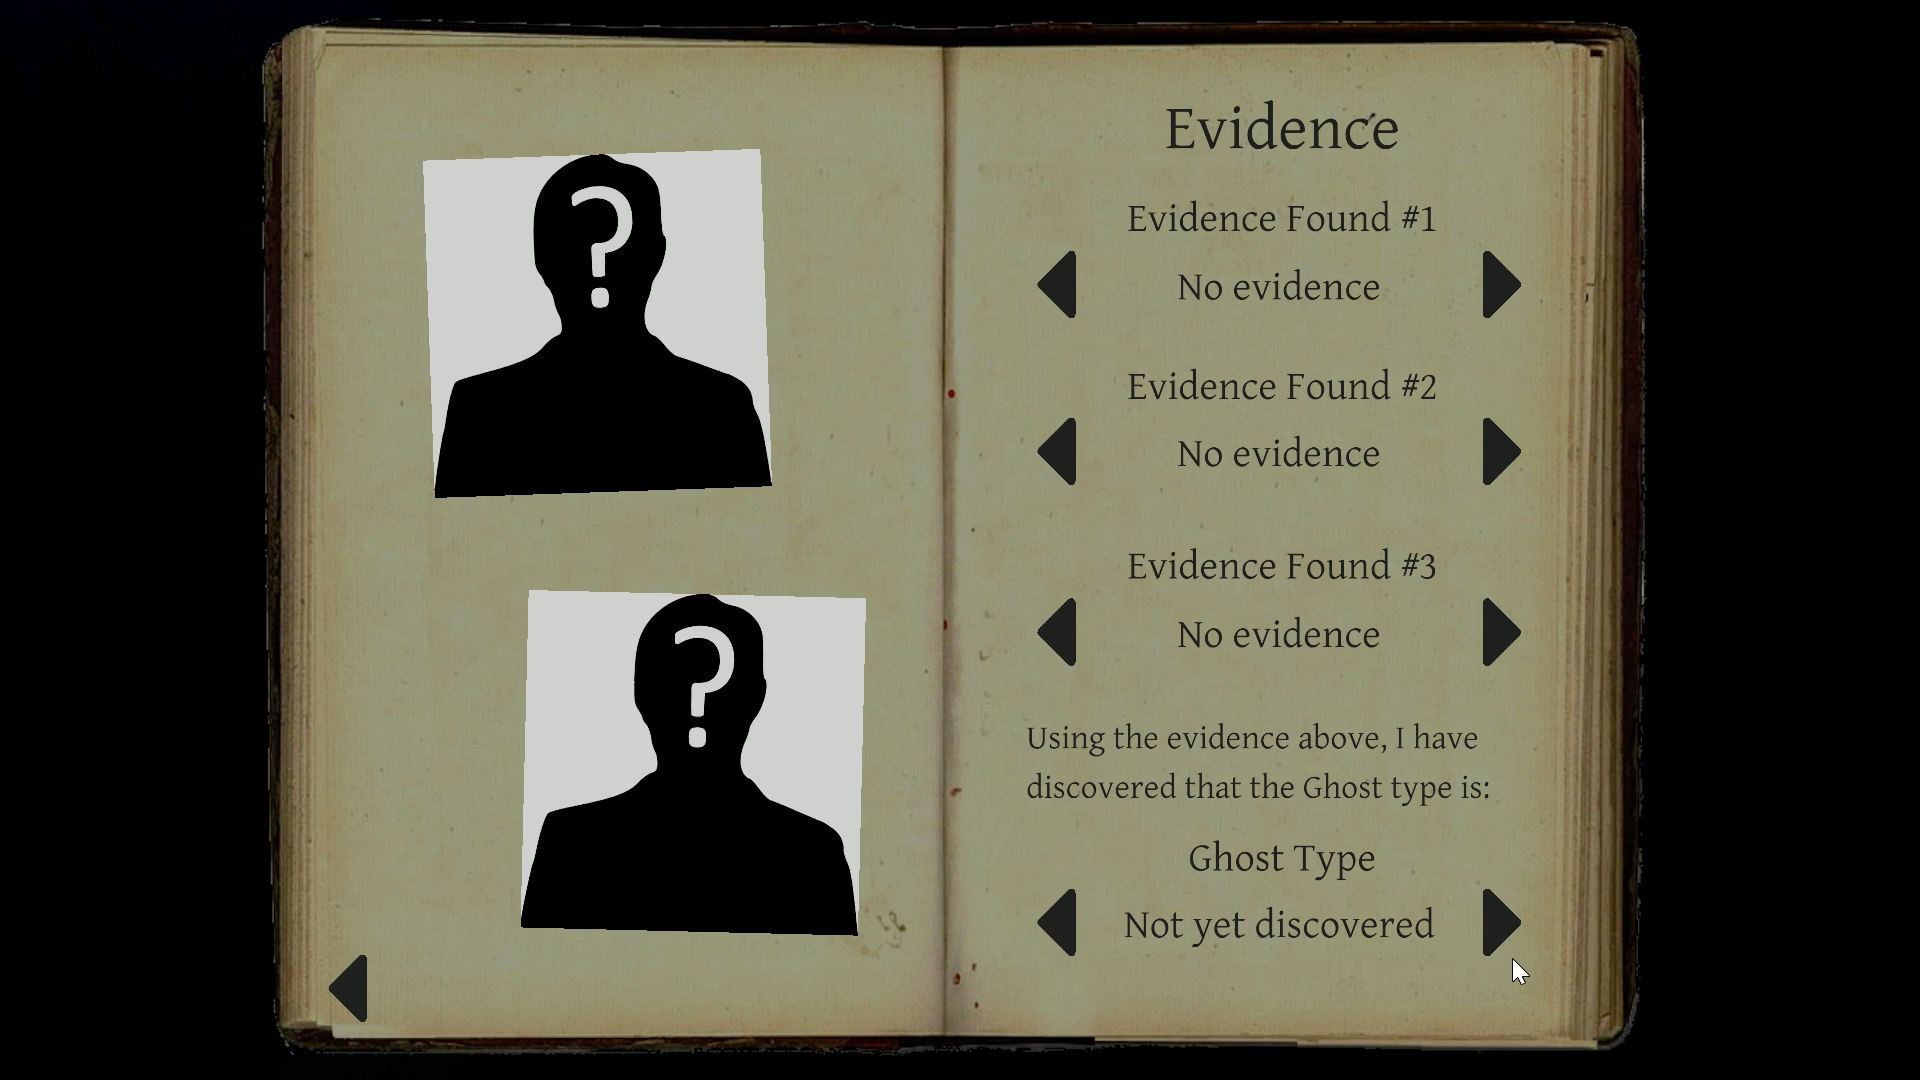 ?
?
Evidence
Evidence Found #1
No evidence
Evidence Found #2
No evidence
Evidence Found #3
No evidence
Using the evidence above, I have
discovered that the Ghost type is:
Ghost Type
Not yet discovered